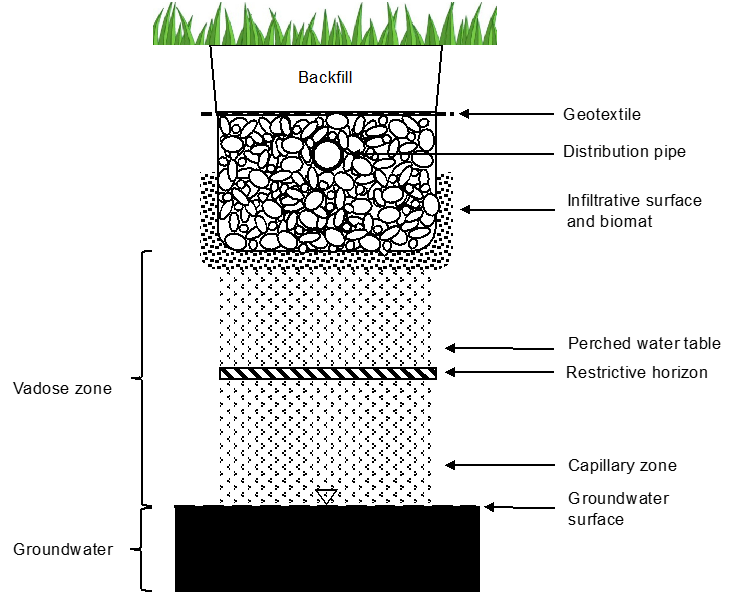 Backfill
Geotextile
Distribution pipe
Infiltrative surface
and biomat
Perched water table
Restrictive horizon
Vadose zone
Capillary zone
Groundwater
surface
Groundwater